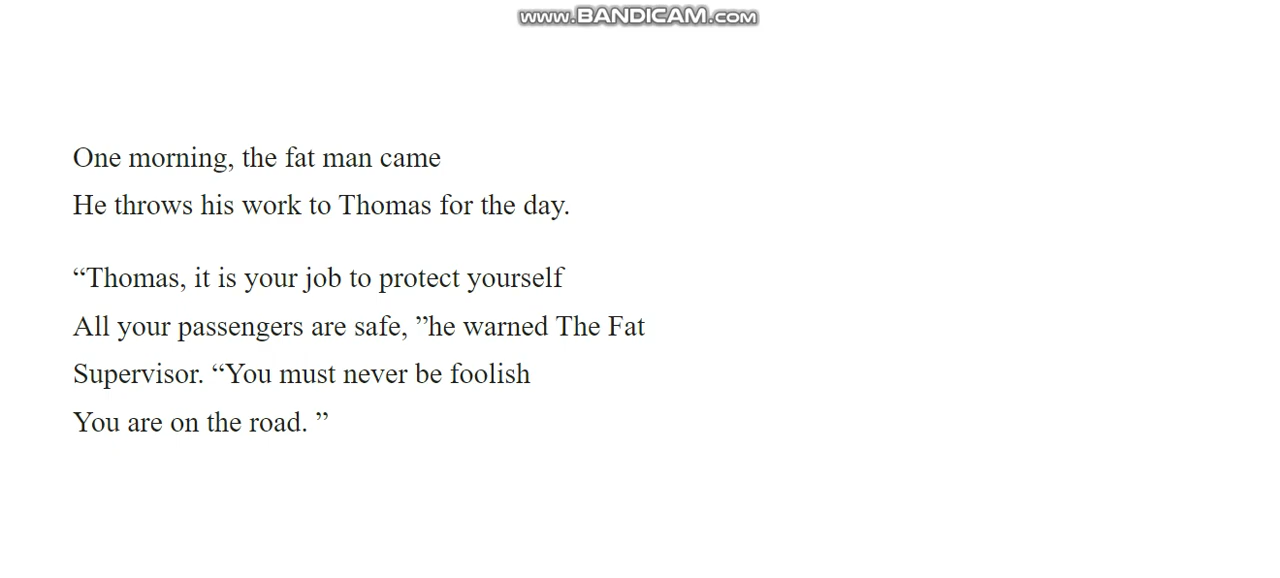 www.BANDICAM.com
One morning, the fat man came
He throws his work to Thomas for the day.
“Thomas, it is your job to protect yourself
All your passengers are safe, ”he warned The Fat
Supervisor. “You must never be foolish
You are on the road. ”